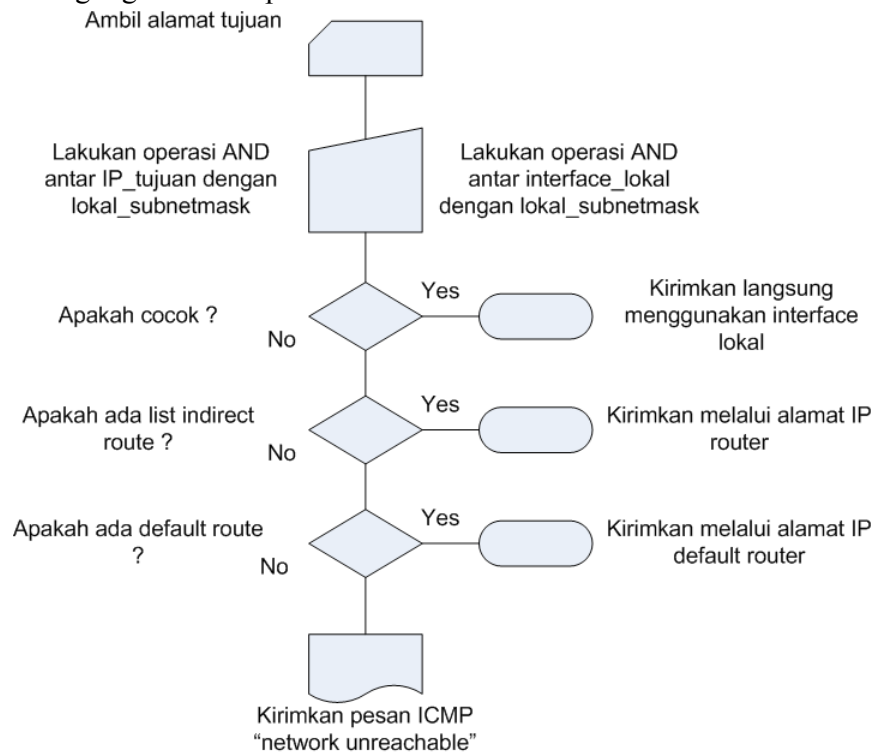 Ambil alamat tujuan
Lakukan operasi AND
antar IP_tujuan dengan
lokal_subnetmask
Lakukan operasi AND
antar interface_lokal
dengan lokal_subnetmask
Apakah cocok ?
Yes
No
Kirimkan langsung
menggunakan interface
lokal
Apakah ada list indirect
route ?
Yes
No
Kirimkan melalui alamat IP
router
Apakah ada default route
?
Yes
No
Kirimkan melalui alamat IP
default router
Kirimkan pesan ICMP
“network unreachable”